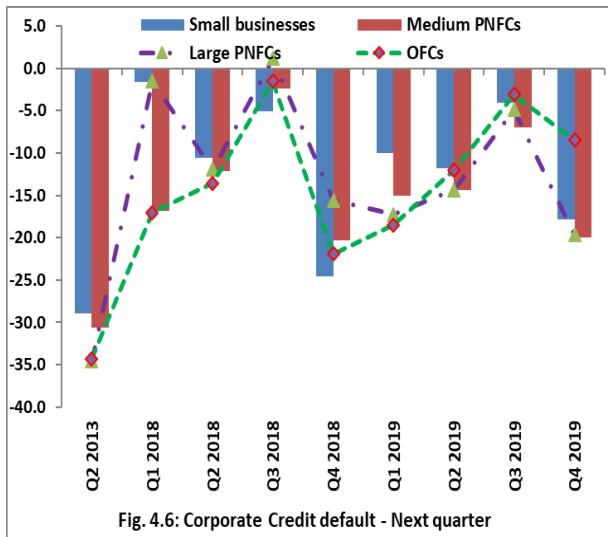 5.0
Small businesses
Medium PNFCs
Large PNFCs
OFCs
0.0
-5.0
-10.0
-15.0
-20.0
-25.0
-30.0
-35.0
-40.0
Q2 2013
Q1 2018
Q2 2018
Q3 2018
Q4 2018
Q1 2019
Q2 2019
Q3 2019
Q4 2019
Fig. 4.6: Corporate Credit default - Next quarter